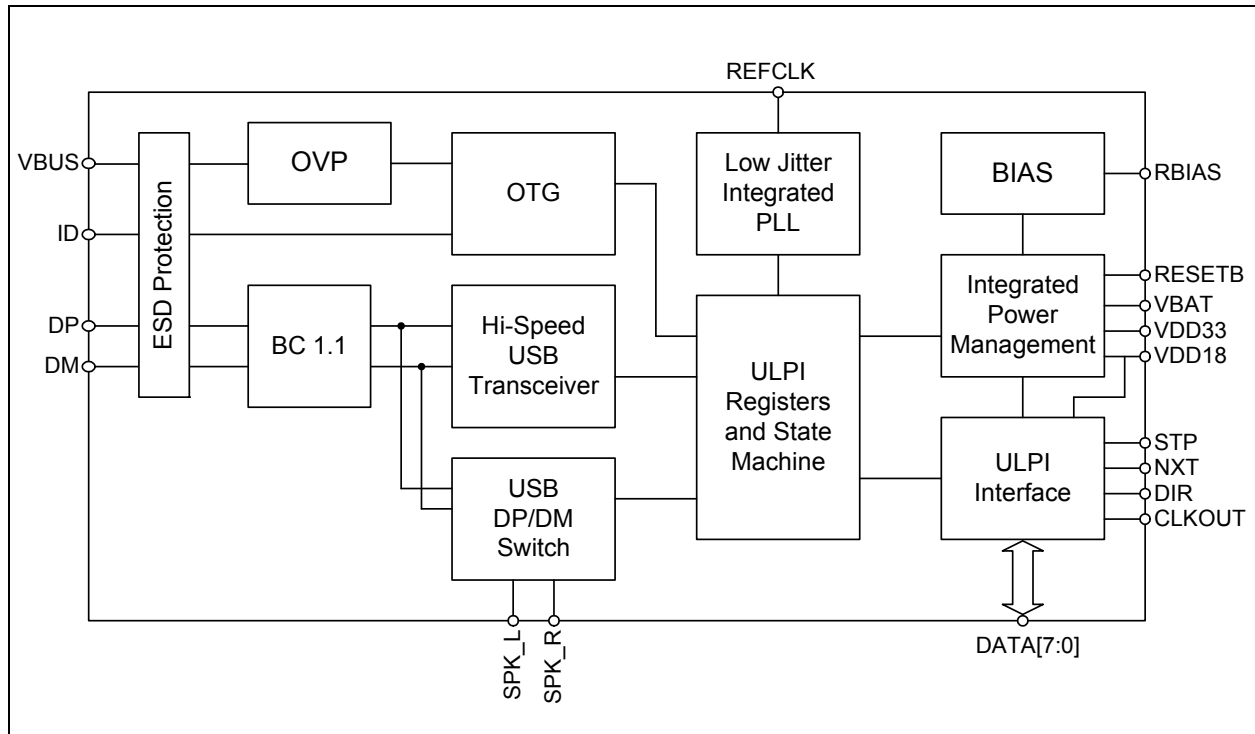 REFCLK
VBUS
ID
DP
DM
ESD Protection
OVP
OTG
BC 1.1
Hi-Speed
USB
Transceiver
USB
DP/DM
Switch
SPK_L
SPK_R
Low Jitter
Integrated
PLL
ULPI
Registers
and State
Machine
BIAS
Integrated
Power
Management
ULPI
Interface
RBIAS
RESETB
VBAT
VDD33
VDD18
STP
NXT
DIR
CLKOUT
DATA[7:0]